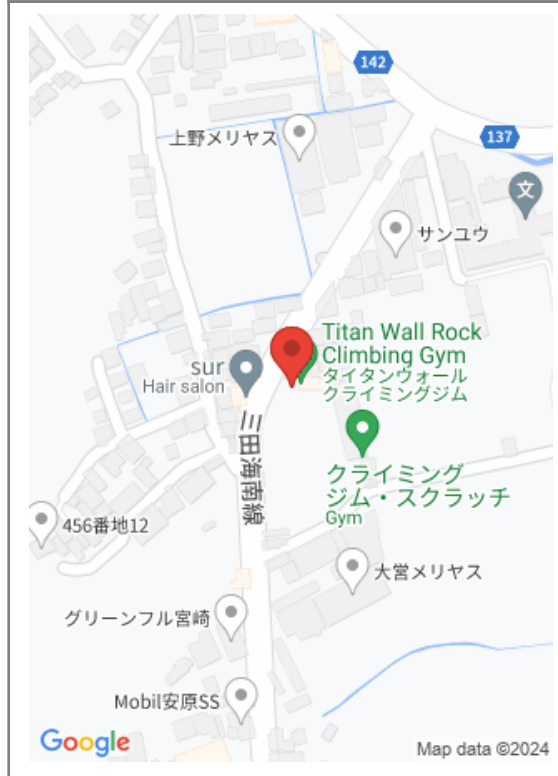 142
137
上野メリヤス
文
サンユウ
Titan Wall Rock
Climbing Gym
タイタンウォール
クライミングジム
sur
Hair salon
三田海南線
クライミング
ジム・スクラッチ
Gym
456番地12
大営メリヤス
グリーンフル宮崎
Mobil安原SS
Google
Map data ©2024